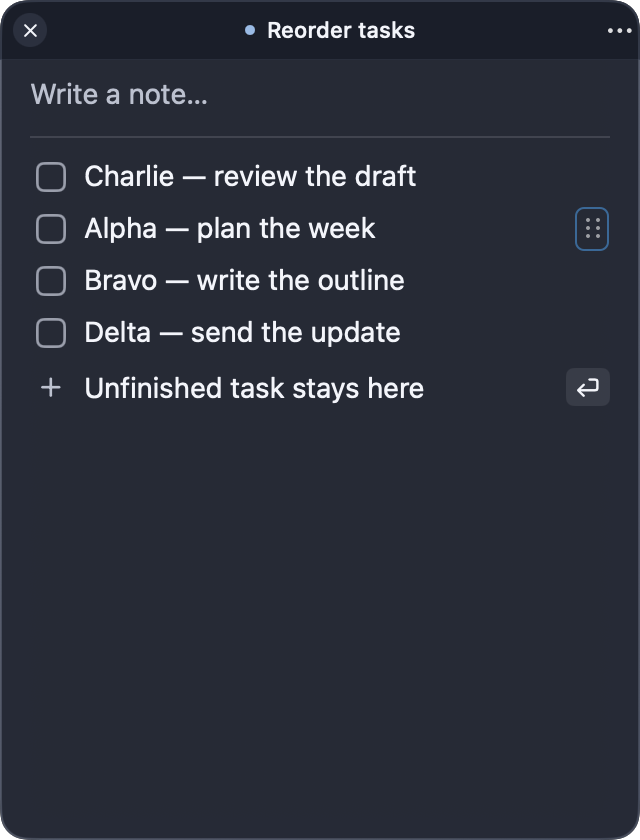 Reorder tasks
Write a note...
Charlie — review the draft
Alpha — plan the week
Bravo — write the outline
Delta — send the update
Unfinished task stays here